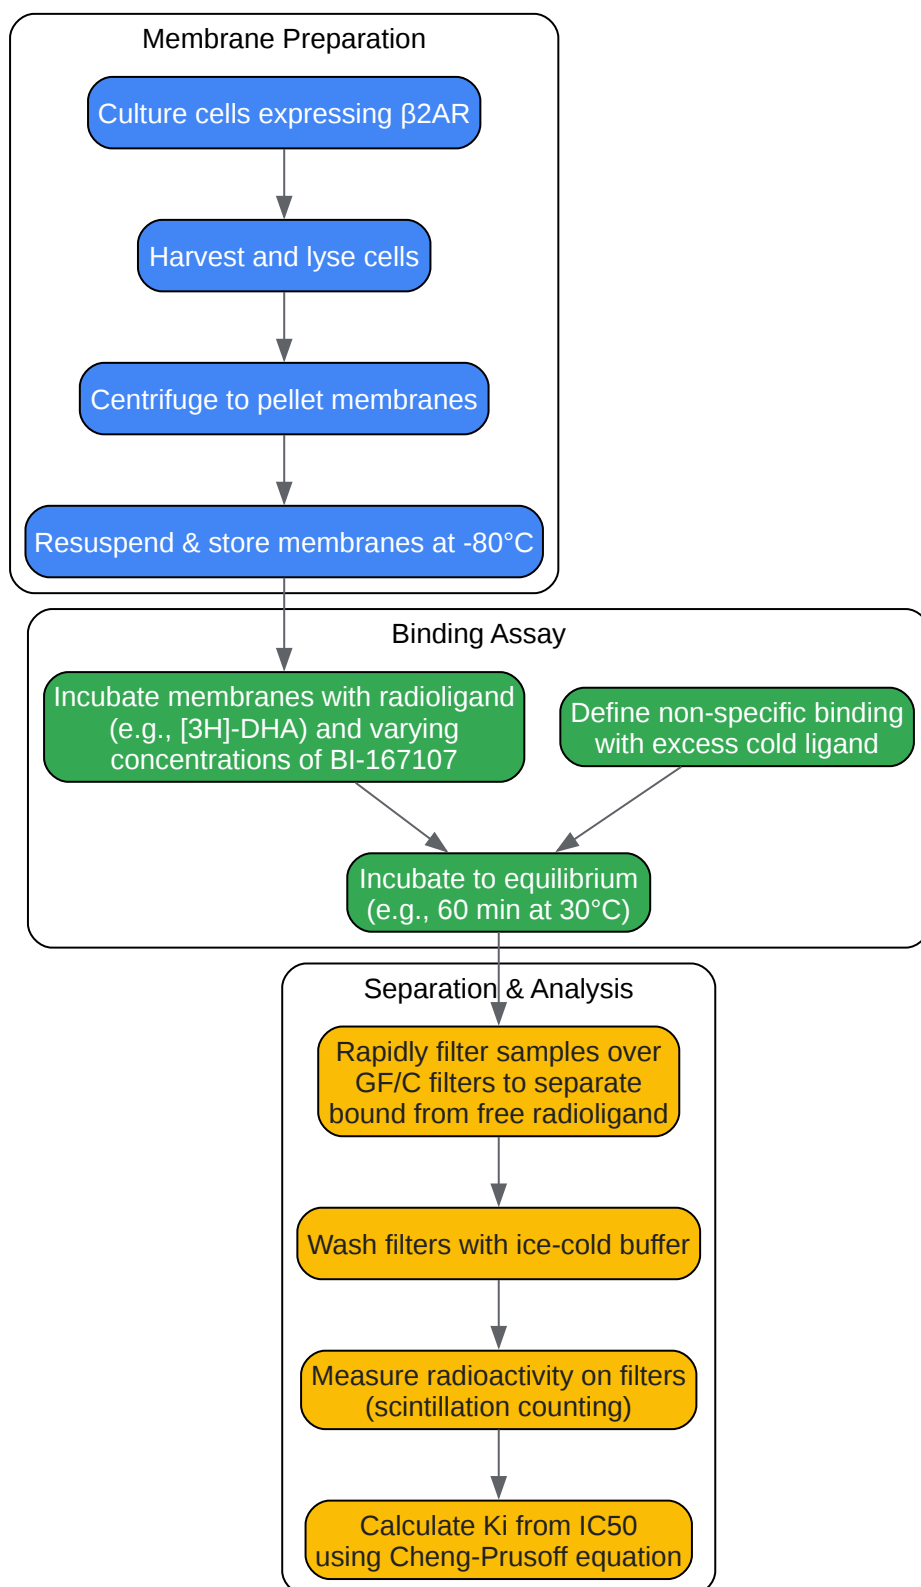 Membrane Preparation
Culture cells expressing β2AR
Harvest and lyse cells
Centrifuge to pellet membranes
Resuspend & store membranes at -80°C
Binding Assay
Incubate membranes with radioligand
(e.g., [3H]-DHA) and varying
concentrations of BI-167107
Define non-specific binding
with excess cold ligand
Incubate to equilibrium
(e.g., 60 min at 30°C)
Separation & Analysis
Rapidly filter samples over
GF/C filters to separate
bound from free radioligand
Wash filters with ice-cold buffer
Measure radioactivity on filters
(scintillation counting)
Calculate Ki from IC50
using Cheng-Prusoff equation